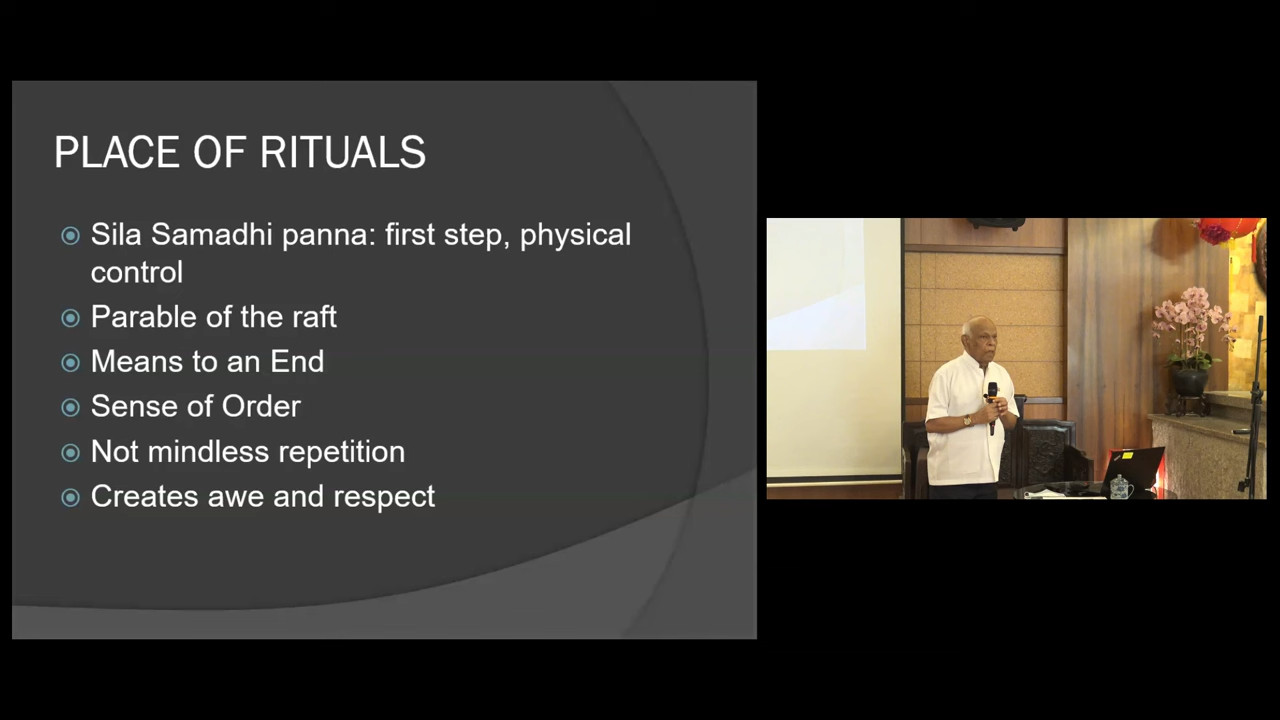 PLACE OF RITUALS
Sila Samadhi panna: first step, physical
control
Parable of the raft
Means to an End
Sense of Order
Not mindless repetition
Creates awe and respect